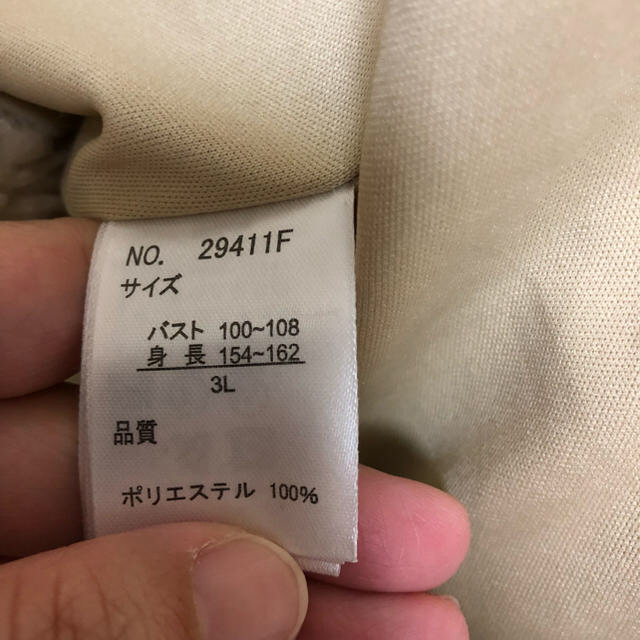 NO. 29411F
サイズ
バスト 100~108
身 長 154~162
3L
品質
ポリエステル 100%